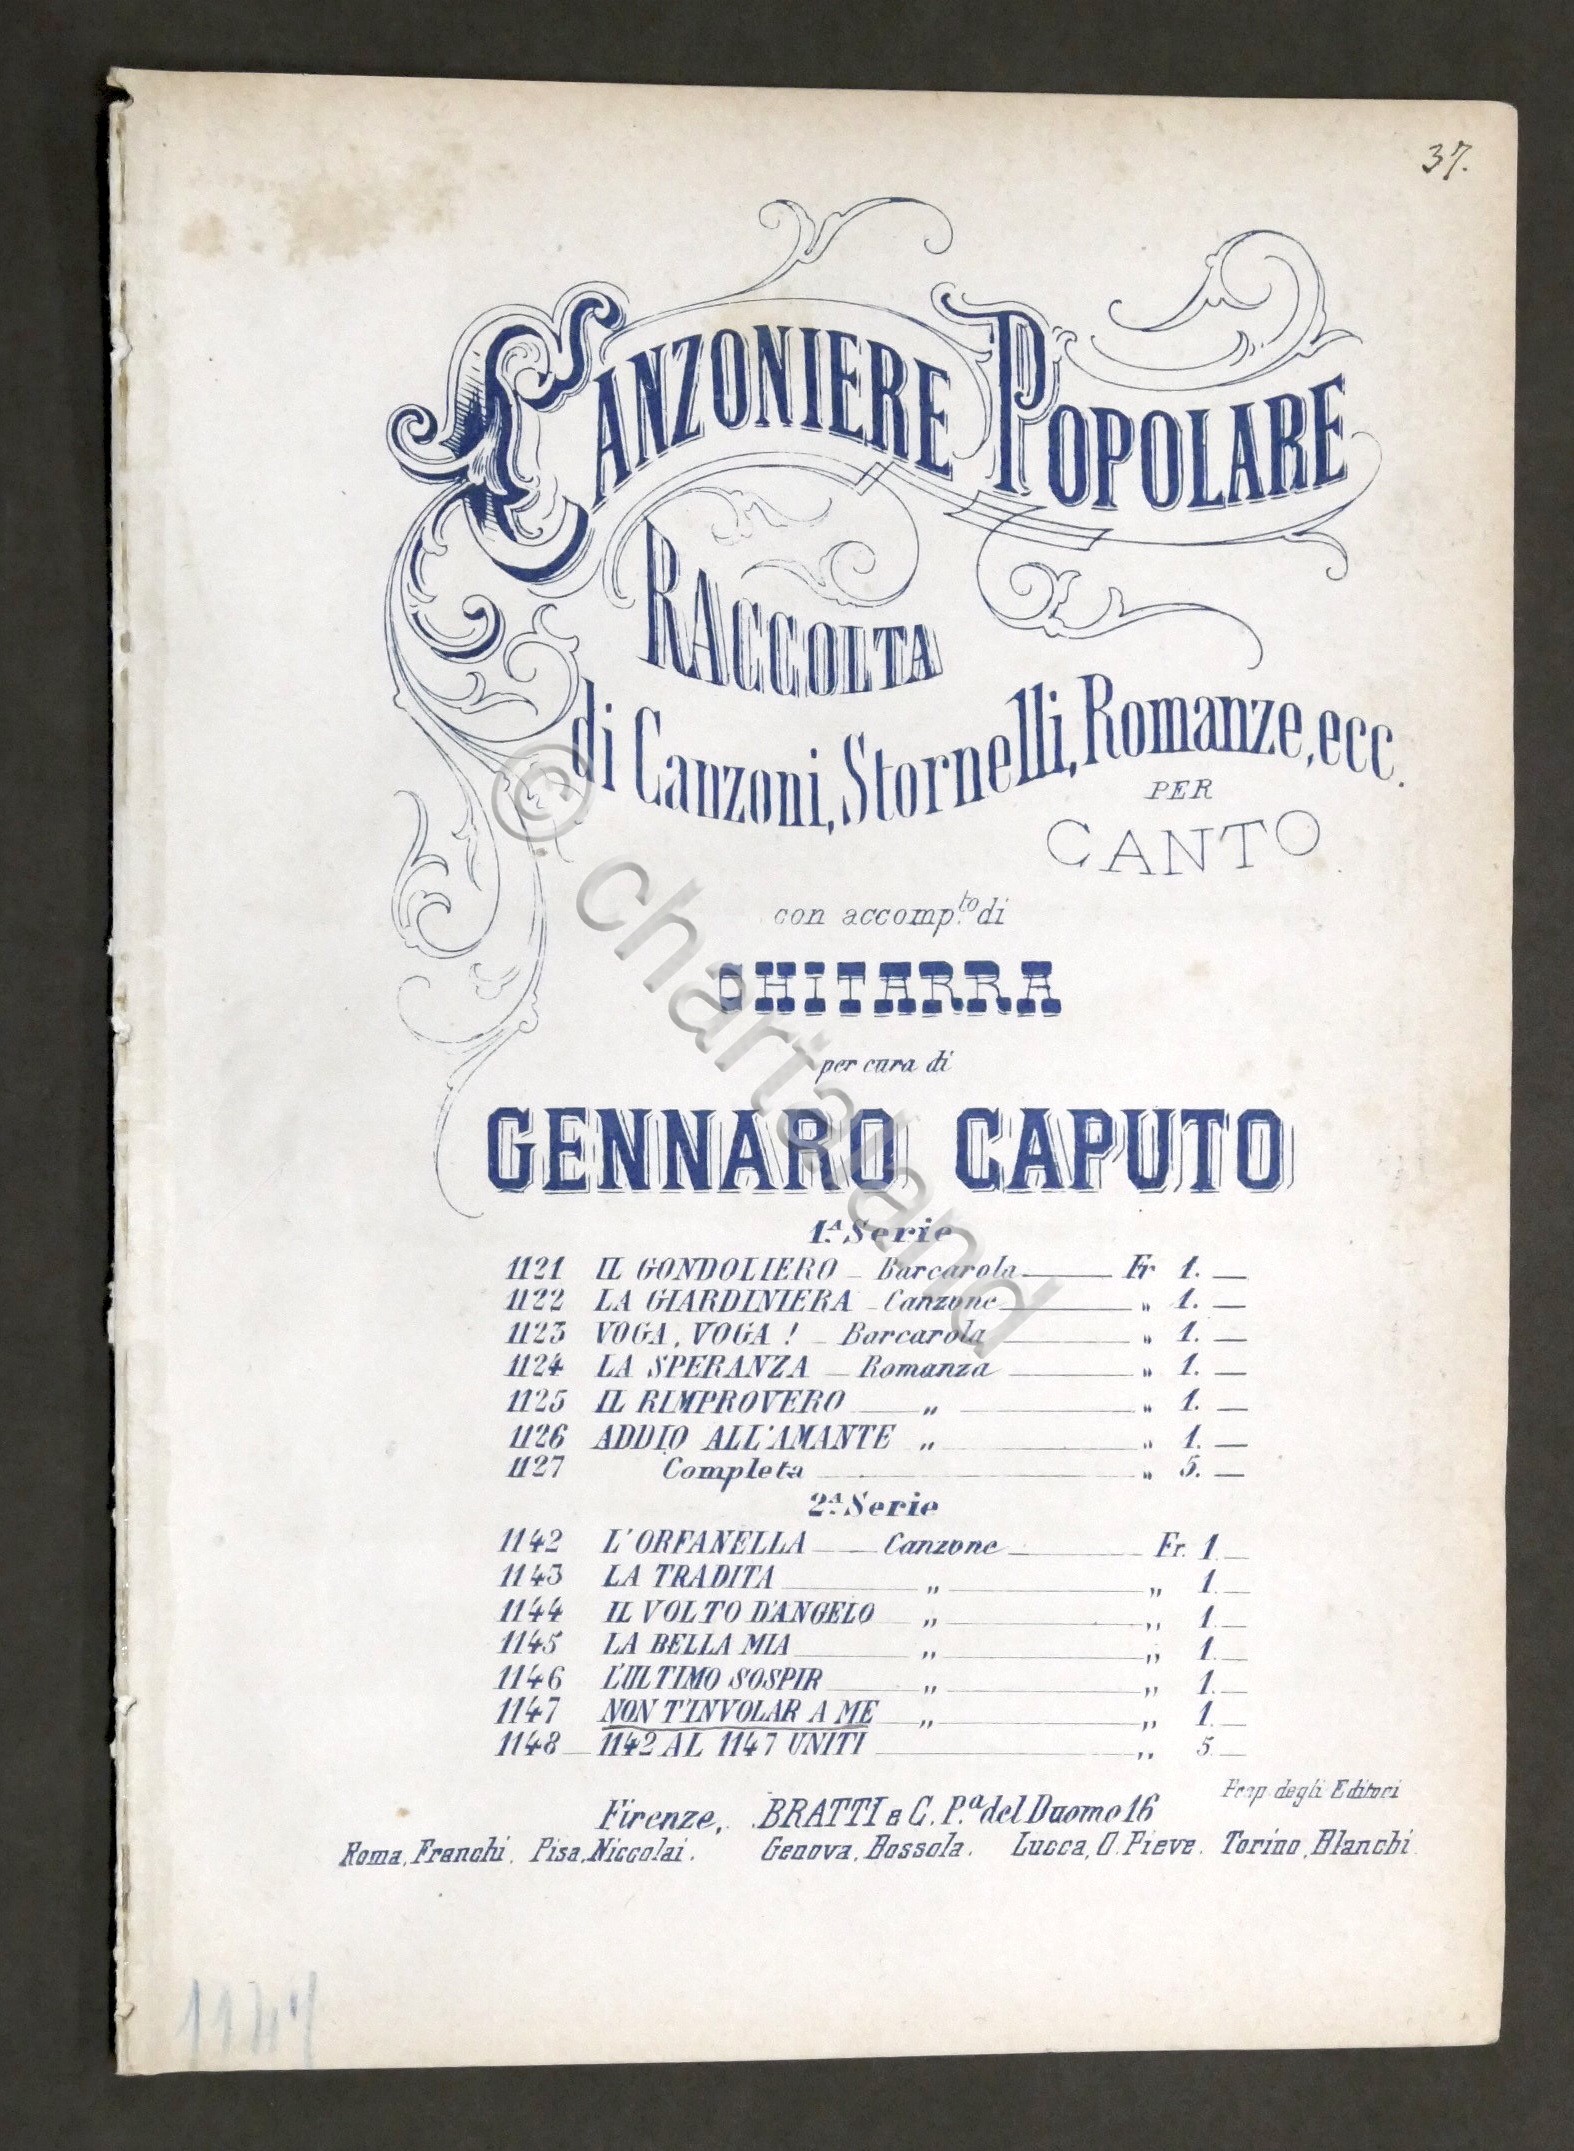 37.
CANZONIERE POPOLARE
RACCOLTA
di Canzoni, Stornelli, Romanze, ecc.
PER
CANTO
con accomp.to di
CHITARRA
per cura di
GENNARO CAPUTO
1.A Serie
1121 IL GONDOLIERO - Barcarola Fr 1. —
1122 LA GIARDINIERA - Canzone „ 1. —
1123 VOGA, VOGA! - Barcarola „ 1. —
1124 LA SPERANZA - Romanza „ 1. —
1125 IL RIMPROVERO „ „ 1. —
1126 ADDIO ALL'AMANTE „ „ 1. —
1127 Completa „ 5. —
2.A Serie
1142 L'ORFANELLA Canzone Fr. 1. —
1143 LA TRADITA „ „ 1. —
1144 IL VOLTO D'ANGELO „ „ 1. —
1145 LA BELLA MIA „ „ 1. —
1146 L'ULTIMO SOSPIR „ „ 1. —
1147 NON T'INVOLAR A ME „ „ 1. —
1148 — 1142 AL 1147 UNITI „ 5. —
Prop degli Editori
Firenze, BRATTI e C. P.a del Duomo 16
Roma, Franchi. Pisa, Niccolai. Genova, Bossola. Lucca, O. Pieve. Torino, Blanchi
1147
© chartaland